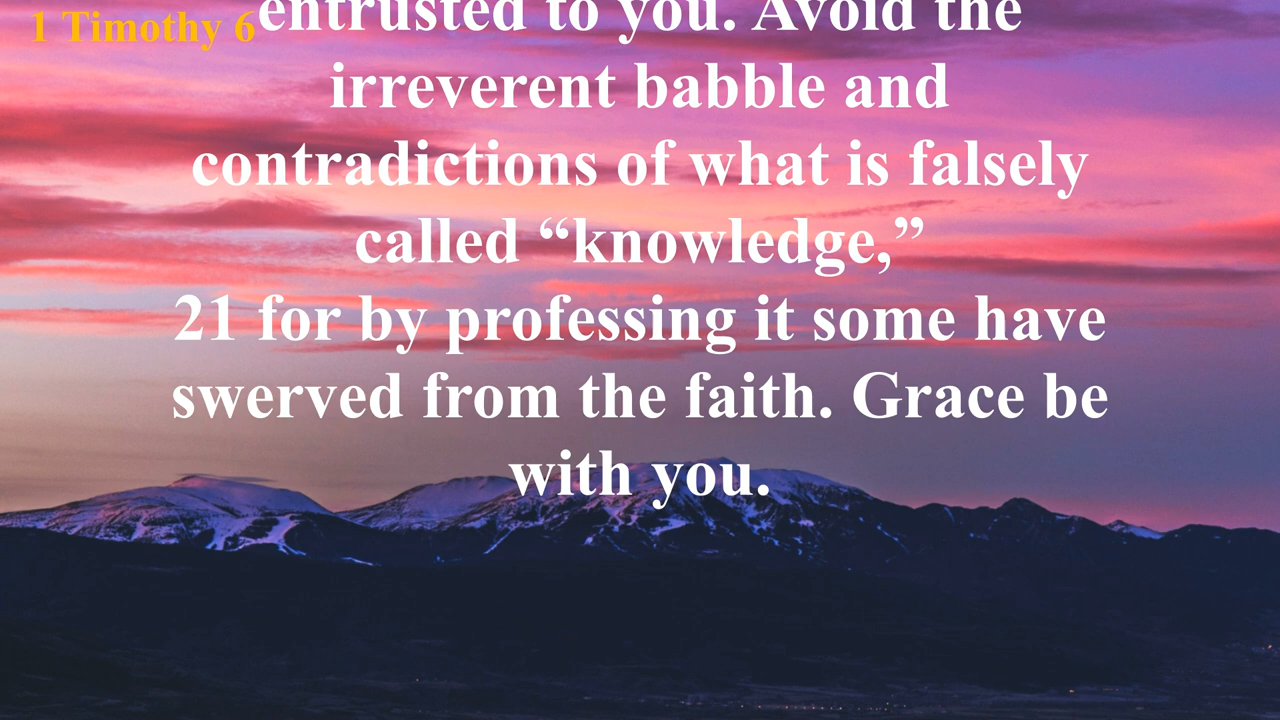 1 Timothy 6
entrusted to you. Avoid the
irreverent babble and
contradictions of what is falsely
called “knowledge,”
21 for by professing it some have
swerved from the faith. Grace be
with you.